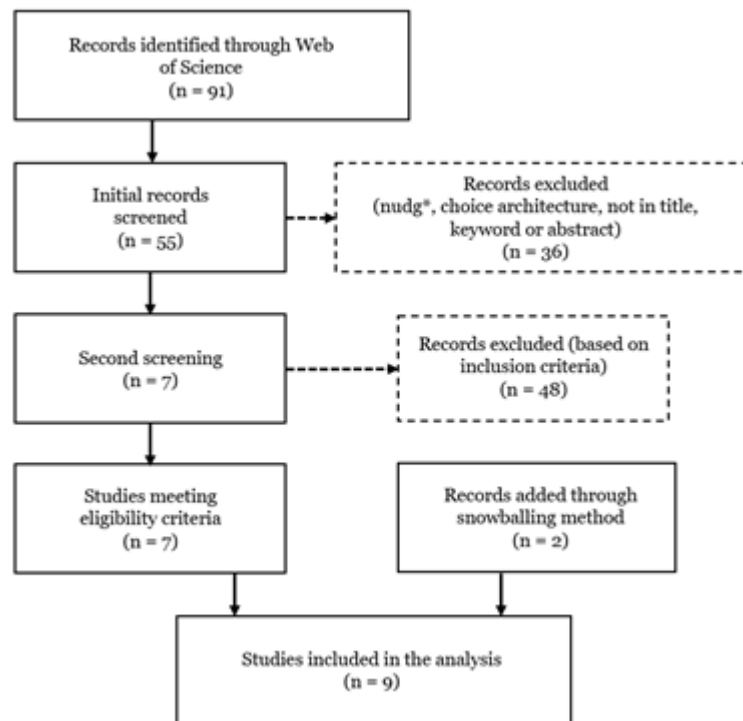 Records identified through Web
of Science
(n = 91)
Initial records
screened
(n = 55)
Records excluded
(nudg*, choice architecture, not in title,
keyword or abstract)
n = 36)
Second screening
(n = 7)
Records excluded (based on
inclusion criteria)
n = 48)
Studies meeting
eligibility criteria
(n = 7)
Records added through
snowballing method
(n = 2)
Studies included in the analysis
(n = 9)